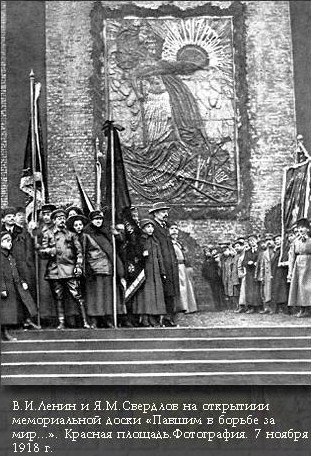 В.И.Ленин и Я.М.Свердлов на открытиии
мемориальной доски «Павшим в борьбе за
мир...». Красная площадь.Фотография. 7 ноября
1918 г.